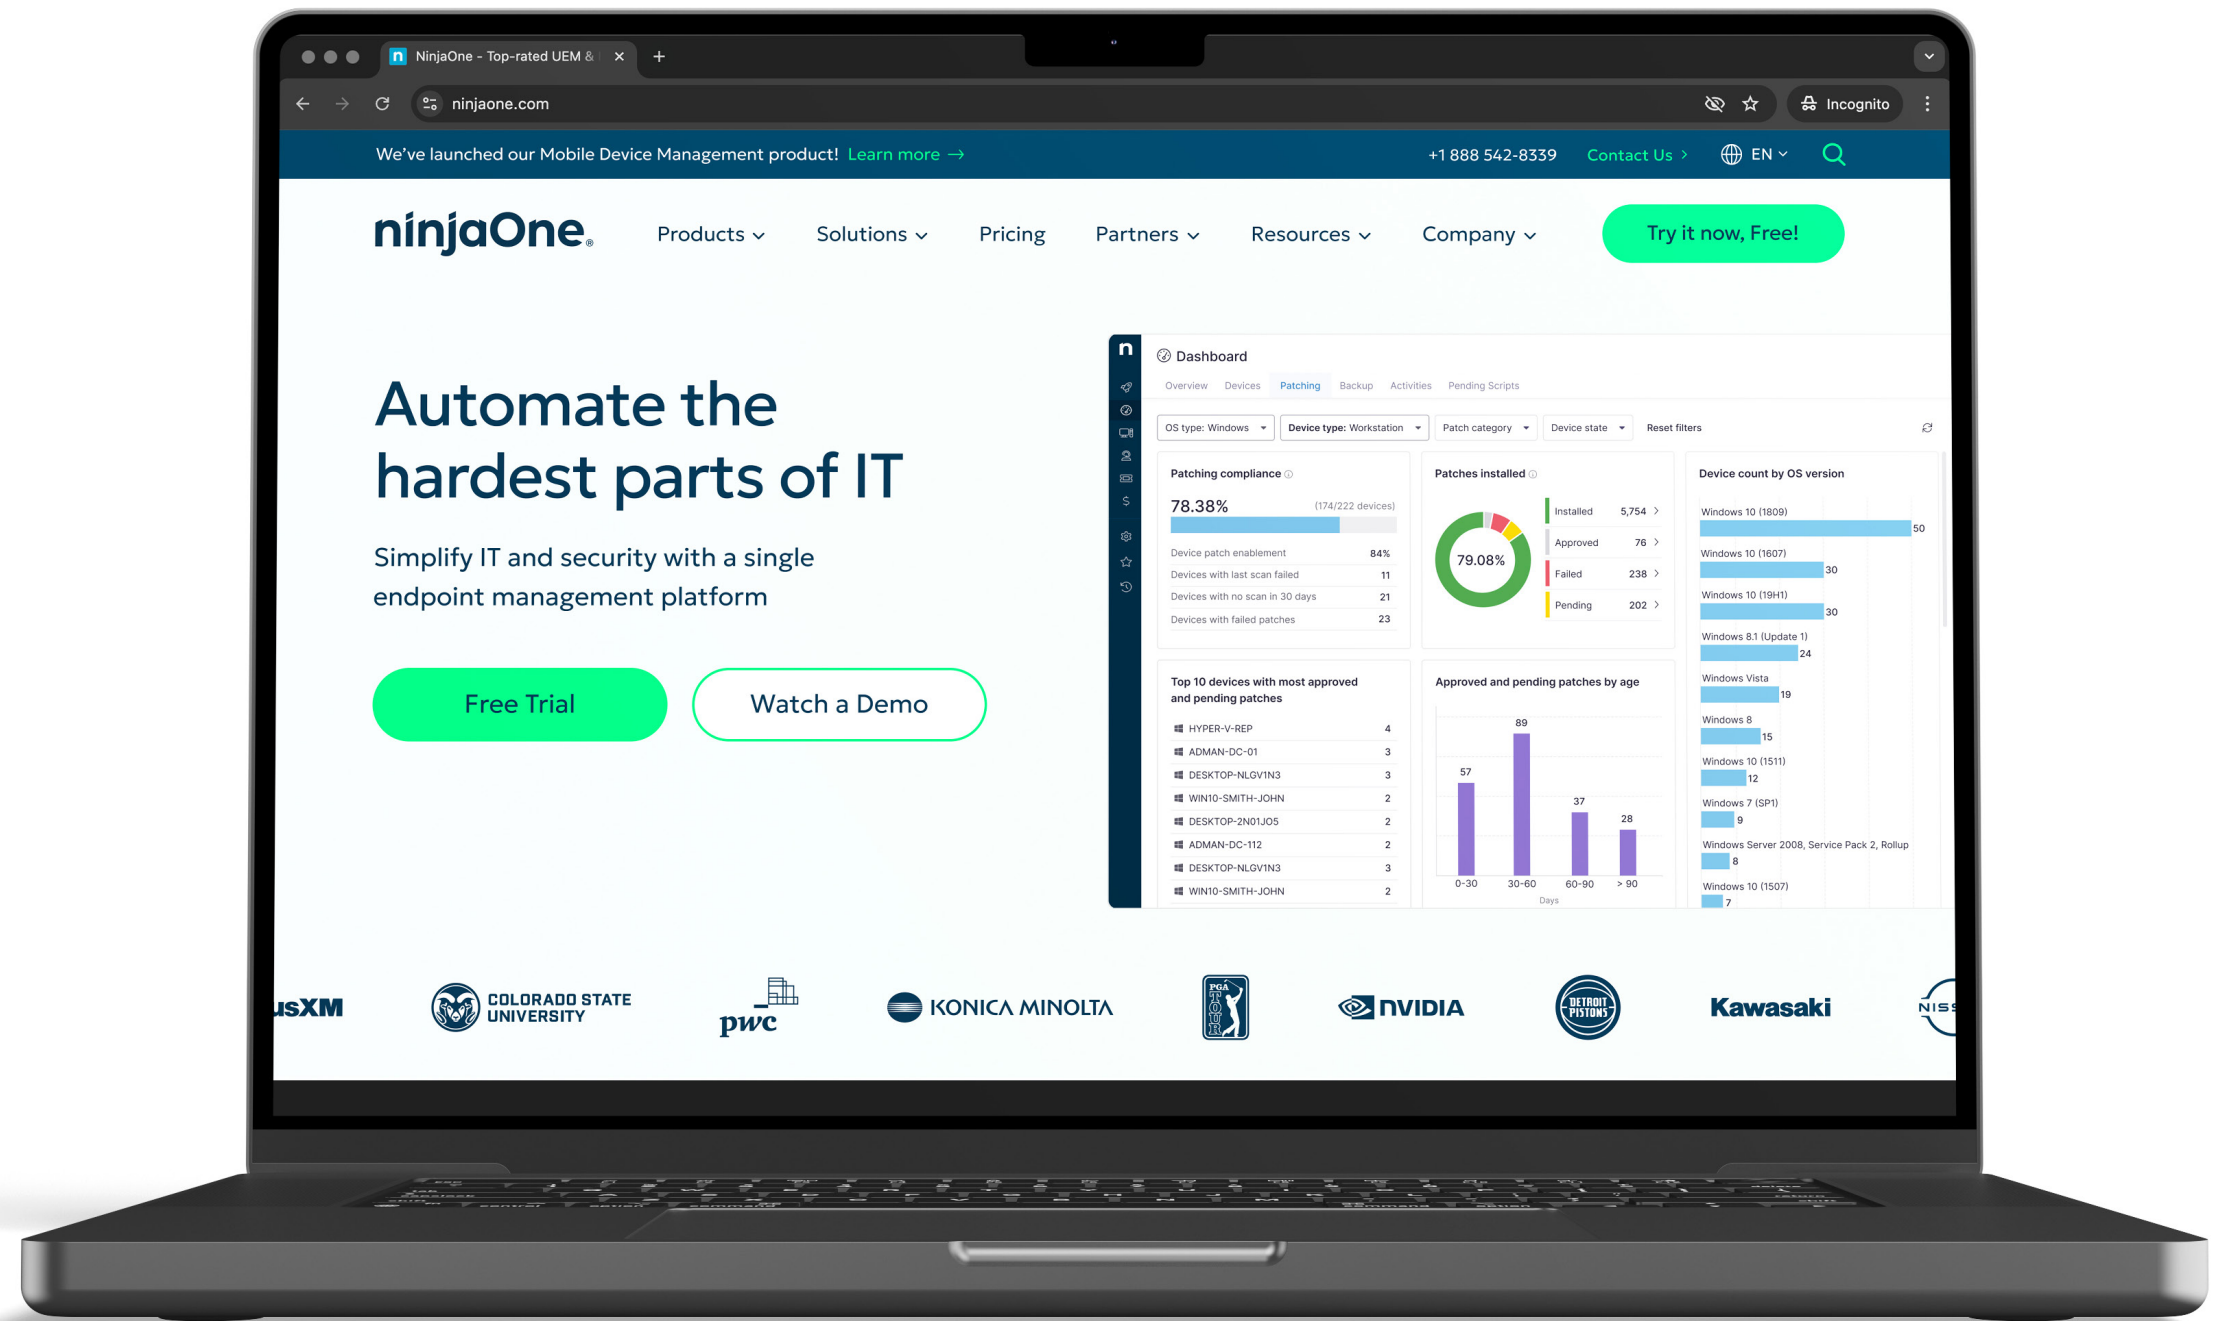 NinjaOne - Top-rated UEM &
ninjaone.com
Incognito
We've launched our Mobile Device Management product! Learn more →
+1 888 542-8339
Contact Us >
EN
ninjaOne®
Products
Solutions
Pricing
Partners
Resources
Company
Try it now, Free!
Automate the
hardest parts of IT
Simplify IT and security with a single
endpoint management platform
Free Trial
Watch a Demo
n
Dashboard
Overview
Devices
Patching
Backup
Activities
Pending Scripts
OS type: Windows
Device type: Workstation
Patch category
Device state
Reset filters
Patching compliance
78.38%
(174/222 devices)
Device patch enablement 84%
Devices with last scan failed 11
Devices with no scan in 30 days 21
Devices with failed patches 23
Patches installed
79.08%
Installed 5,754 >
Approved 76 >
Failed 238 >
Pending 202 >
Device count by OS version
Windows 10 (1809)
50
Windows 10 (1607)
30
Windows 10 (19H1)
30
Windows 8.1 (Update 1)
24
Windows Vista
19
Windows 8
15
Windows 10 (1511)
12
Windows 7 (SP1)
9
Windows Server 2008, Service Pack 2, Rollup
8
Windows 10 (1507)
7
Top 10 devices with most approved
and pending patches
HYPER-V-REP 4
ADMAN-DC-01 3
DESKTOP-NLGV1N3 3
WIN10-SMITH-JOHN 2
DESKTOP-2N01JO5 2
ADMAN-DC-112 2
DESKTOP-NLGV1N3 3
WIN10-SMITH-JOHN 2
Approved and pending patches by age
57
89
37
28
0-30
30-60
60-90
> 90
Days
usXM
COLORADO STATE
UNIVERSITY
pwc
KONICA MINOLTA
PGA
TOUR
NVIDIA
DETROIT
PISTONS
Kawasaki
NISS